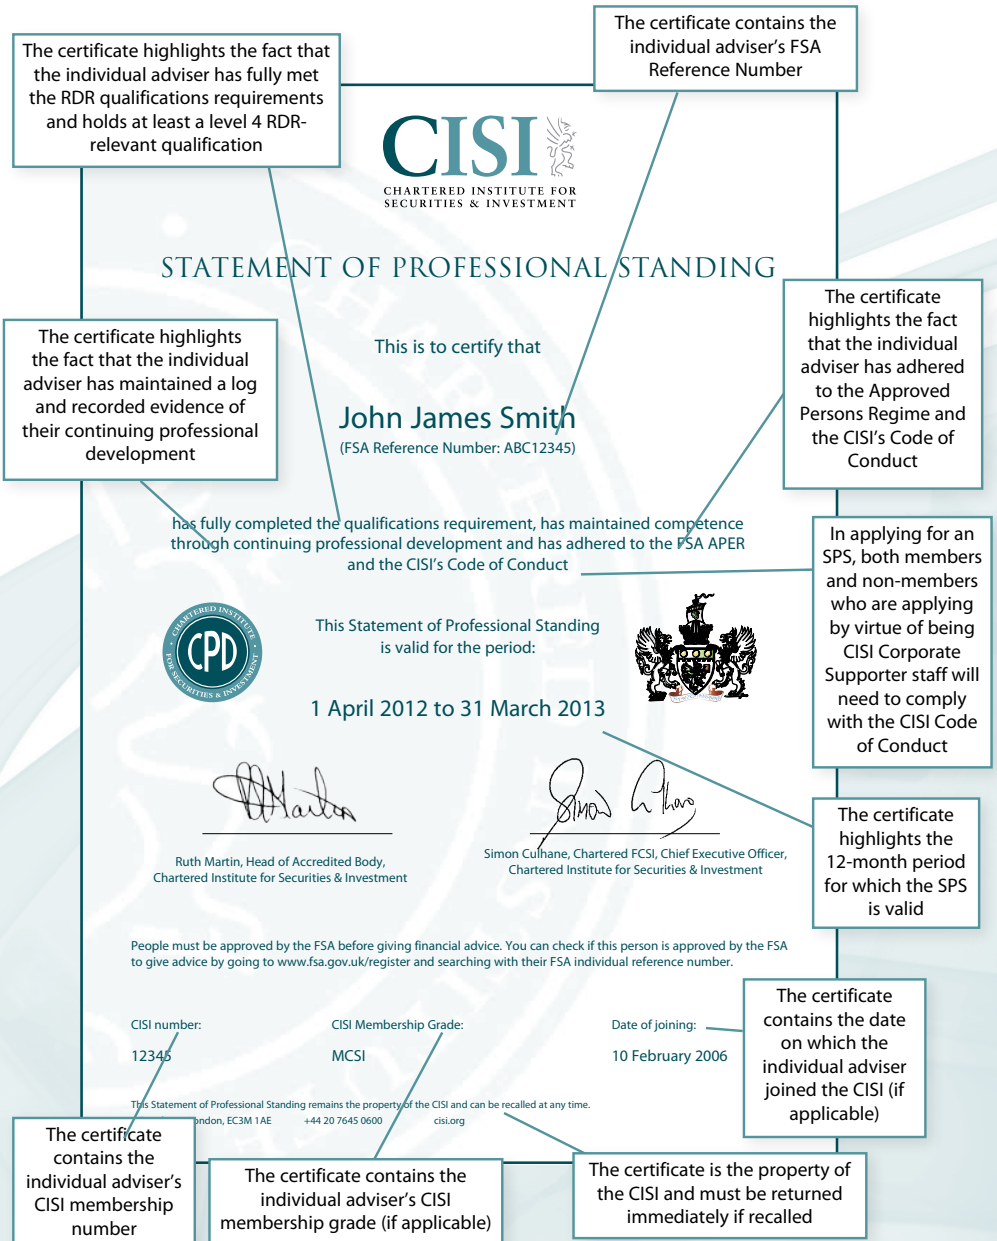 The certificate contains the
individual adviser's FSA
Reference Number
The certificate highlights the fact that
the individual adviser has fully met
the RDR qualifications requirements
and holds at least a level 4 RDR-
relevant qualification
CISI
CHARTERED INSTITUTE FOR
SECURITIES & INVESTMENT
STATEMENT OF PROFESSIONAL STANDING
The certificate
highlights the fact
that the individual
adviser has adhered
to the Approved
Persons Regime and
the CISI's Code of
Conduct
The certificate highlights
the fact that the individual
adviser has maintained a log
and recorded evidence of
their continuing professional
development
This is to certify that
John James Smith
(FSA Reference Number: ABC12345)
has fully completed the qualifications requirement, has maintained competence
through continuing professional development and has adhered to the FSA APER
and the CISI's Code of Conduct
In applying for an
SPS, both members
and non-members
who are applying
by virtue of being
CISI Corporate
Supporter staff will
need to comply
with the CISI Code
of Conduct
CHARTERED INSTITUTE
CPD
FOR SECURITIES & INVESTMENT
This Statement of Professional Standing
is valid for the period:
1 April 2012 to 31 March 2013
The certificate
highlights the
12-month period
for which the SPS
is valid
Ruth Martin, Head of Accredited Body,
Chartered Institute for Securities & Investment
Simon Culhane, Chartered FCSI, Chief Executive Officer,
Chartered Institute for Securities & Investment
People must be approved by the FSA before giving financial advice. You can check if this person is approved by the FSA
to give advice by going to www.fsa.gov.uk/register and searching with their FSA individual reference number.
CISI number:
CISI Membership Grade:
Date of joining:
12345
MCSI
10 February 2006
The certificate
contains the date
on which the
individual adviser
joined the CISI (if
applicable)
This Statement of Professional Standing remains the property of the CISI and can be recalled at any time.
ondon, EC3M 1AE +44 20 7645 0600 cisi.org
The certificate
contains the
individual adviser's
CISI membership
number
The certificate contains the
individual adviser's CISI
membership grade (if applicable)
The certificate is the property of
the CISI and must be returned
immediately if recalled